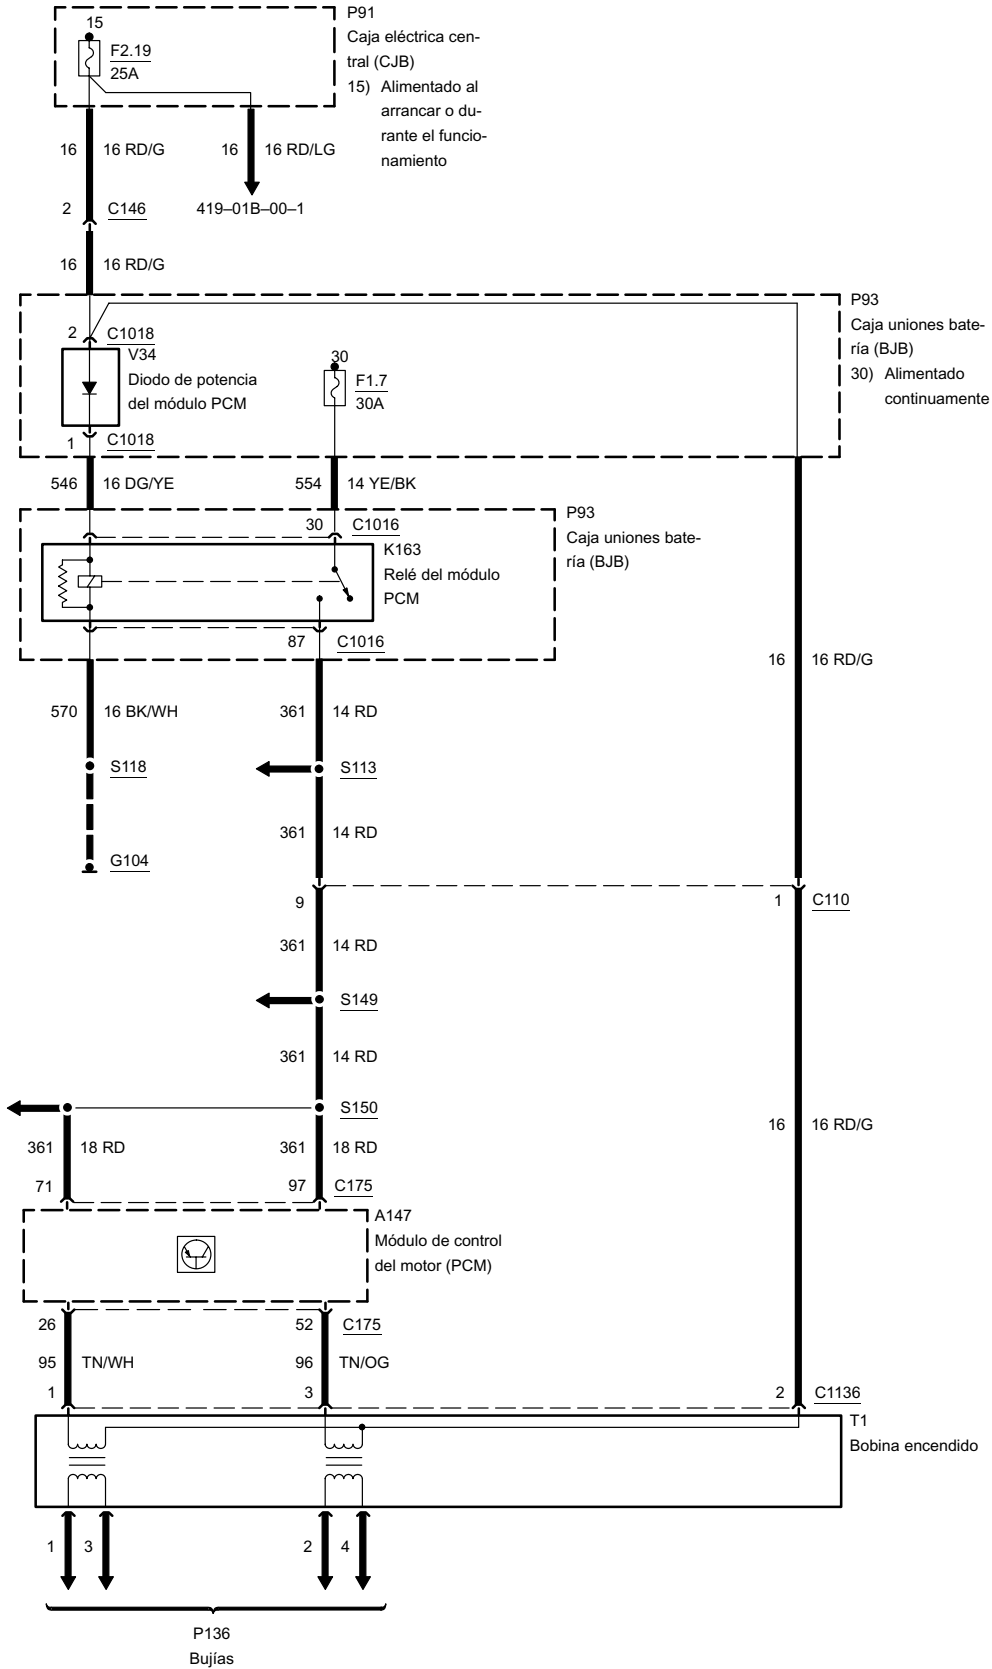 P91
Caja eléctrica cen-
tral (CJB)
15) Alimentado al
arrancar o du-
rante el funcio-
namiento
15
F2.19
25A
16 16 RD/G
16 16 RD/LG
2 C146
419–01B–00–1
16 16 RD/G
P93
Caja uniones bate-
ría (BJB)
30) Alimentado
continuamente
2 C1018
V34
Diodo de potencia
del módulo PCM
1 C1018
30
F1.7
30A
546 16 DG/YE
554 14 YE/BK
P93
Caja uniones bate-
ría (BJB)
30 C1016
K163
Relé del módulo
PCM
87 C1016
16 16 RD/G
570 16 BK/WH
361 14 RD
S118
S113
361 14 RD
G104
9
1 C110
361 14 RD
S149
361 14 RD
S150
16 16 RD/G
361 18 RD
361 18 RD
71
97 C175
A147
Módulo de control
del motor (PCM)
26
52 C175
95 TN/WH
96 TN/OG
1
3
2 C1136
T1
Bobina encendido
1 3
2 4
P136
Bujías